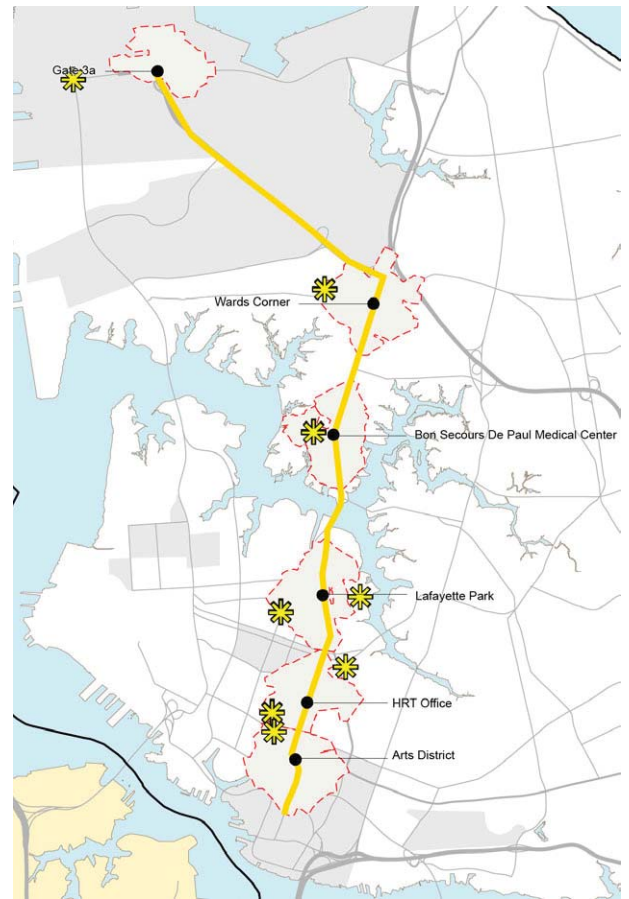 Gate 3a
Wards Corner
Bon Secours De Paul Medical Center
Lafayette Park
HRT Office
Arts District